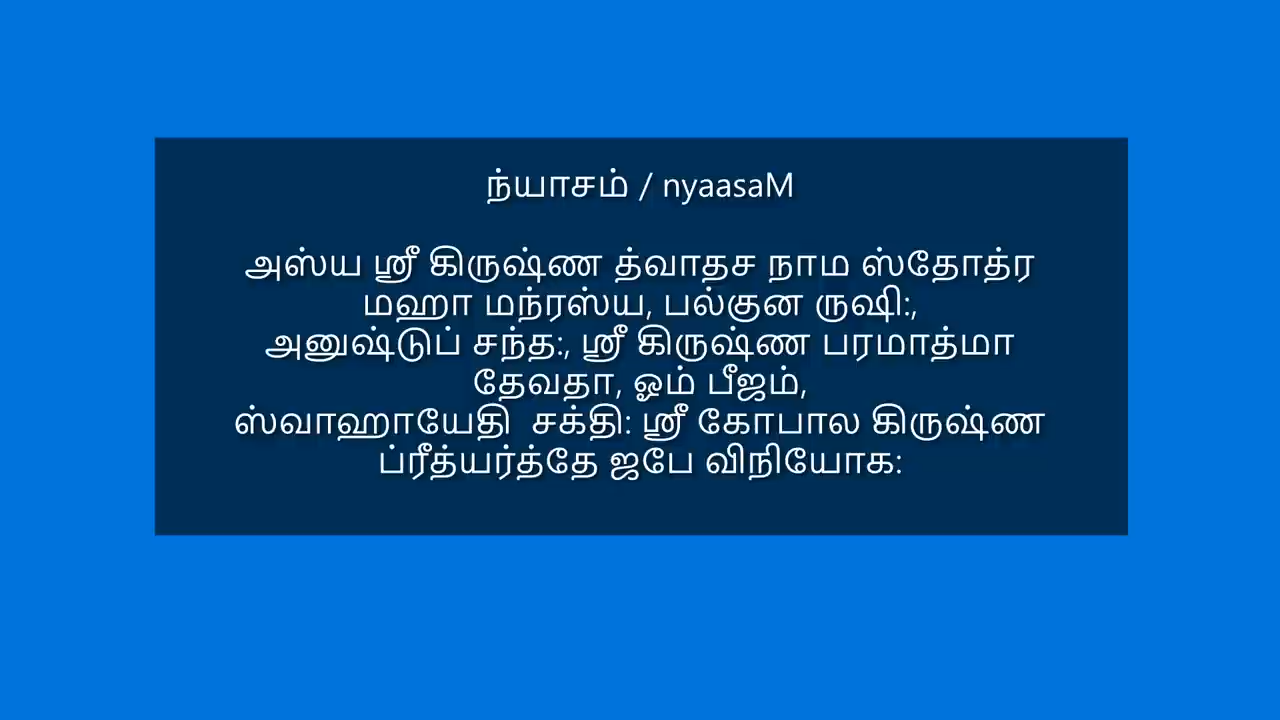 ந்யாசம் / nyaasaM
அஸ்ய ஸ்ரீ கிருஷ்ண த்வாதச நாம ஸ்தோத்ர
மஹா மந்ரஸ்ய, பல்குன ருஷி:,
அனுஷ்டுப் சந்த:, ஸ்ரீ கிருஷ்ண பரமாத்மா
தேவதா, ஓம் பீஜம்,
ஸ்வாஹாயேதி  சக்தி: ஸ்ரீ கோபால கிருஷ்ண
ப்ரீத்யர்த்தே ஜபே விநியோக: